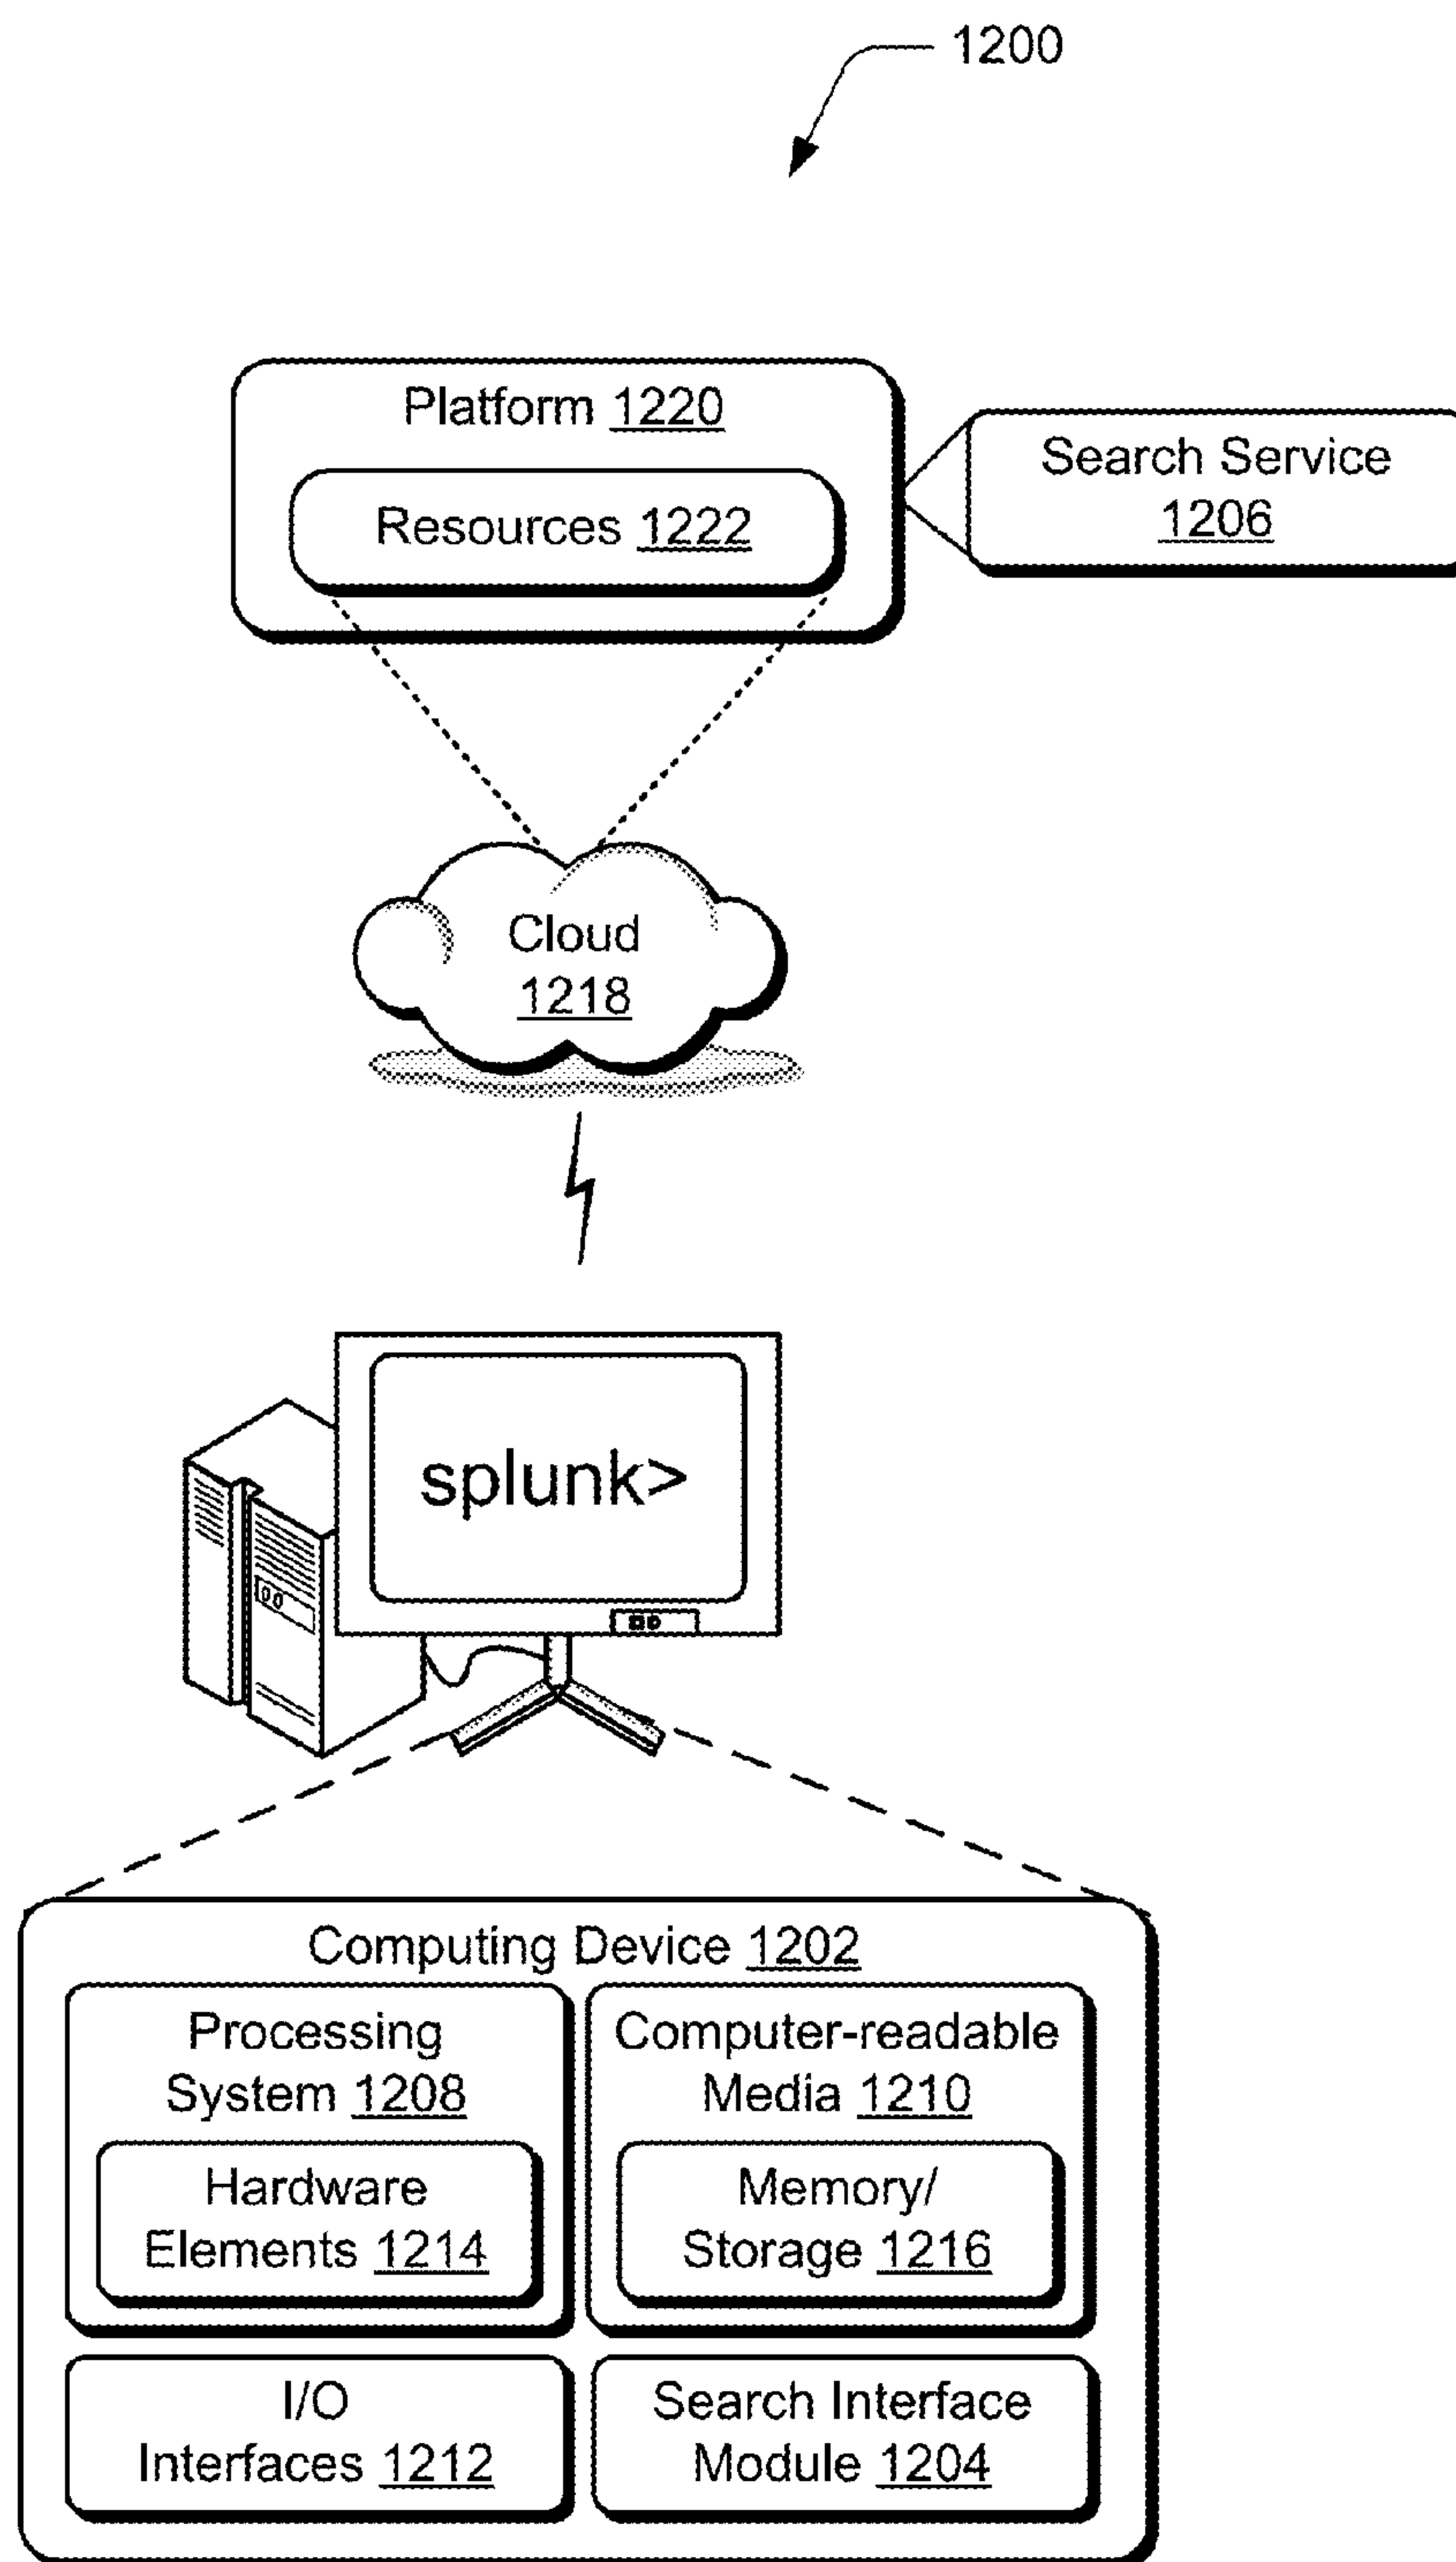 1200
Platform 1220
Resources 1222
Search Service
1206
Cloud
1218
splunk>
Computing Device 1202
Processing
System 1208
Hardware
Elements 1214
Computer-readable
Media 1210
Memory/
Storage 1216
I/O
Interfaces 1212
Search Interface
Module 1204